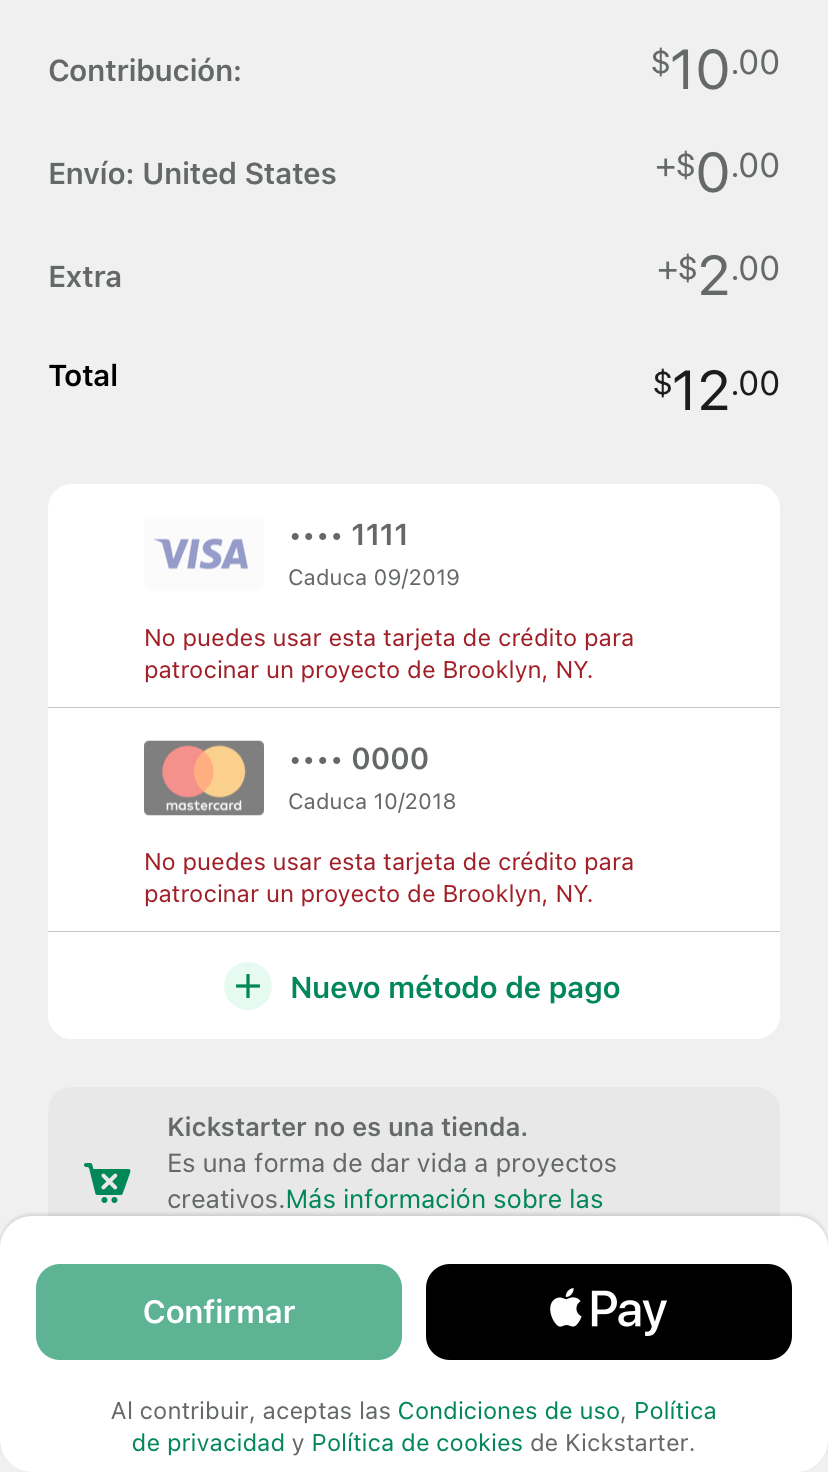 Contribución: $10.00
Envío: United States +$0.00
Extra +$2.00
Total $12.00
VISA •••• 1111
Caduca 09/2019
No puedes usar esta tarjeta de crédito para
patrocinar un proyecto de Brooklyn, NY.
•••• 0000
mastercard Caduca 10/2018
No puedes usar esta tarjeta de crédito para
patrocinar un proyecto de Brooklyn, NY.
+ Nuevo método de pago
Kickstarter no es una tienda.
Es una forma de dar vida a proyectos
creativos.Más información sobre las
Confirmar Pay
Al contribuir, aceptas las Condiciones de uso, Política
de privacidad y Política de cookies de Kickstarter.